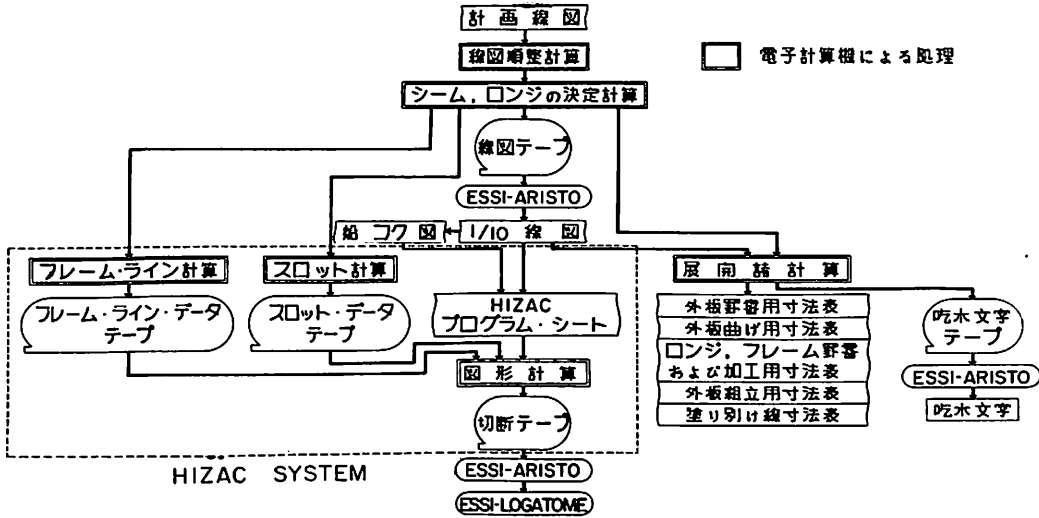 計画線図
線図順整計算
電子計算機による処理
シーム，ロンジの決定計算
線図テープ
ESSI-ARISTO
船コク図
1/10 線図
フレーム・ライン計算
スロット計算
展開諸計算
フレーム・ライン・データ
テープ
スロット・データ
テープ
HIZAC
プログラム・シート
外板罫書用寸法表
外板曲げ用寸法表
ロンジ，フレーム罫書
および加工用寸法表
外板組立用寸法表
塗り別け線寸法表
吃水文字
テープ
ESSI-ARISTO
吃水文字
図形計算
切断テープ
HIZAC SYSTEM
ESSI-ARISTO
ESSI-LOGATOME